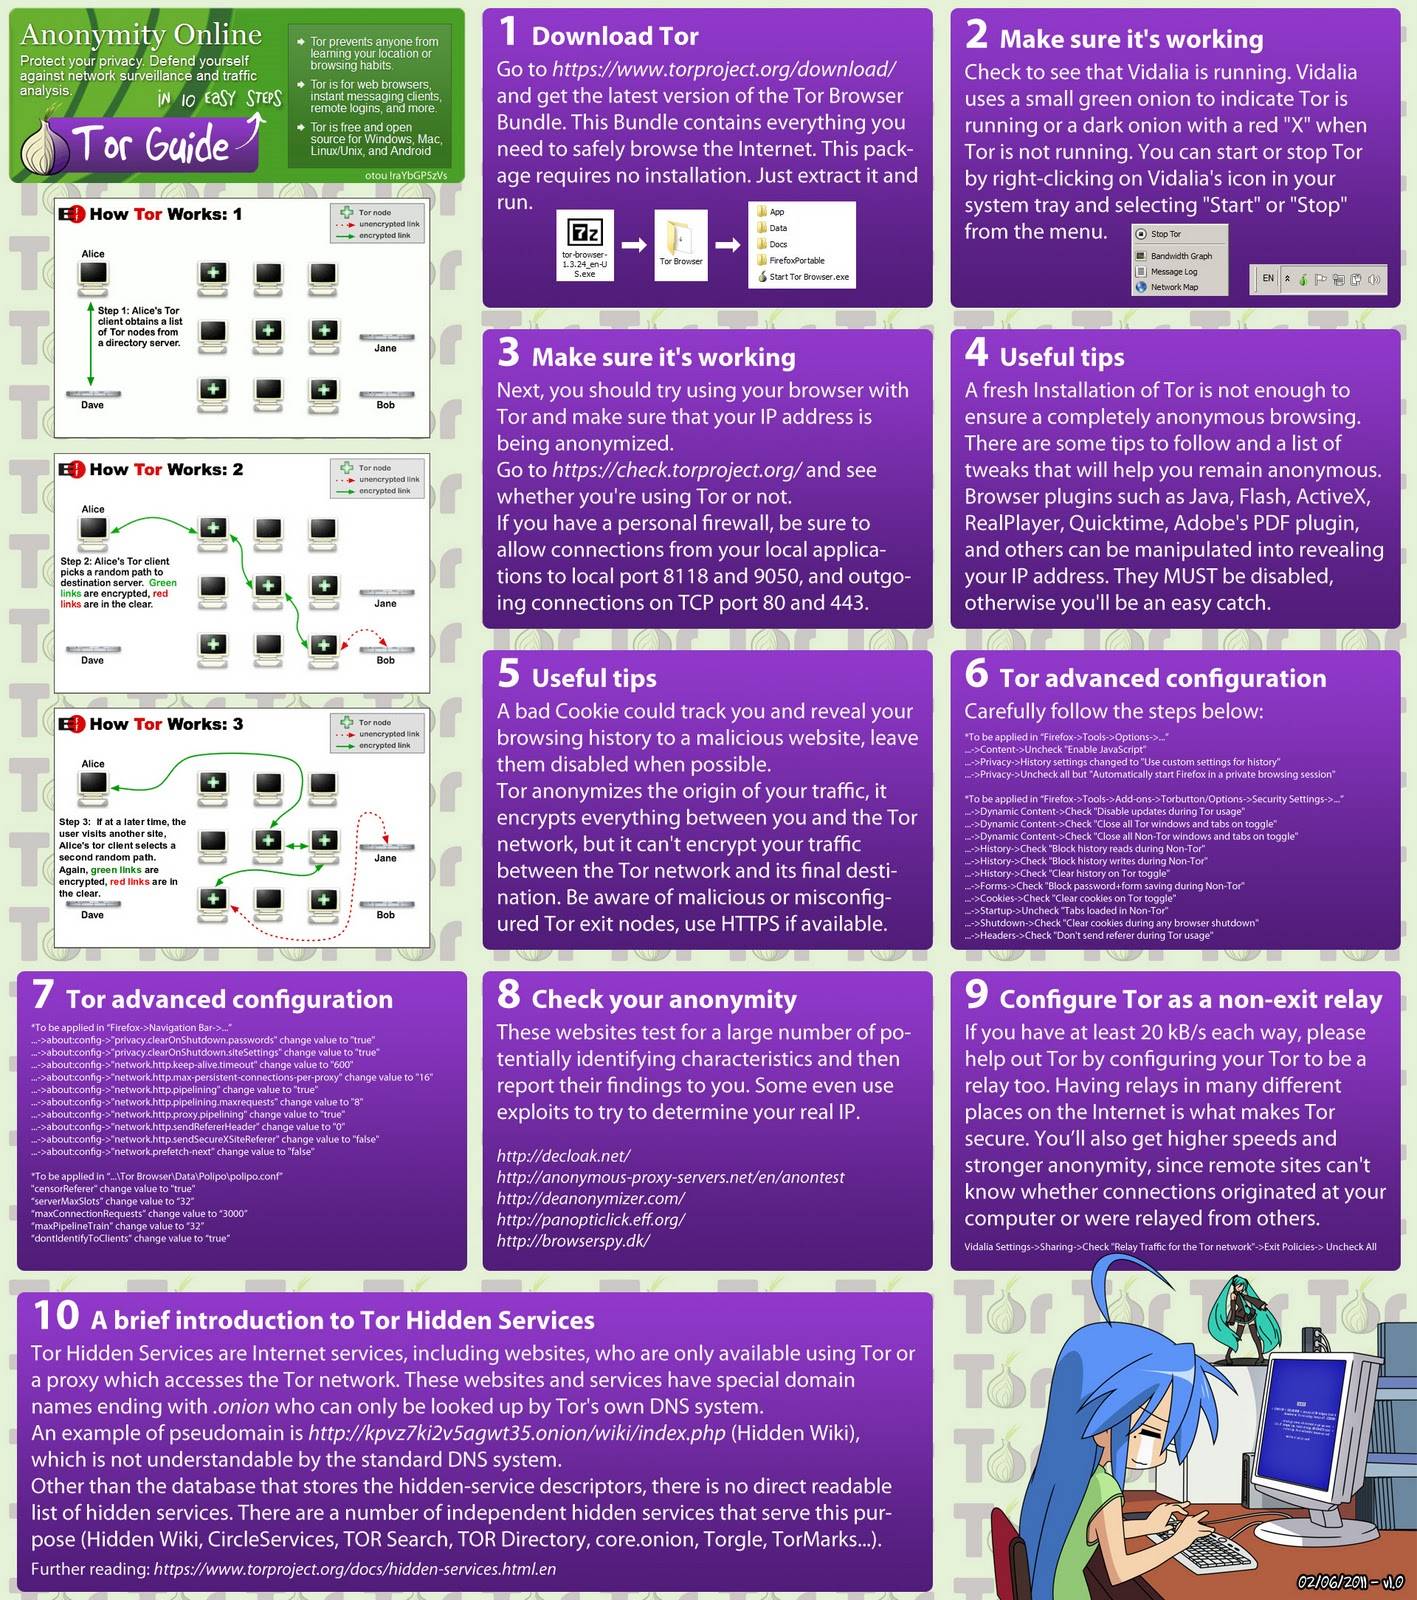 Anonymity Online
Protect your privacy. Defend yourself
against network surveillance and traffic
analysis.
in 10 easy steps
Tor Guide
Tor prevents anyone from
learning your location or
browsing habits.
Tor is for web browsers,
instant messaging clients,
remote logins, and more.
Tor is free and open
source for Windows, Mac,
Linux/Unix, and Android
otou !raYbGPSzVs
How Tor Works: 1
Tor node
unencrypted link
encrypted link
Alice
Step 1: Alice's Tor
client obtains a list
of Tor nodes from
a directory server.
Jane
Dave
Bob
How Tor Works: 2
Tor node
unencrypted link
encrypted link
Alice
Step 2: Alice's Tor client
picks a random path to
destination server. Green
links are encrypted, red
links are in the clear.
Jane
Dave
Bob
How Tor Works: 3
Tor node
unencrypted link
encrypted link
Alice
Step 3: If at a later time, the
user visits another site,
Alice's tor client selects a
second random path.
Again, green links are
encrypted, red links are in
the clear.
Jane
Dave
Bob
1 Download Tor
Go to https://www.torproject.org/download/
and get the latest version of the Tor Browser
Bundle. This Bundle contains everything you
need to safely browse the Internet. This pack-
age requires no installation. Just extract it and
run.
7z
tor-browser-
1.3.24_en-U
S.exe
Tor Browser
App
Data
Docs
FirefoxPortable
Start Tor Browser.exe
2 Make sure it's working
Check to see that Vidalia is running. Vidalia
uses a small green onion to indicate Tor is
running or a dark onion with a red "X" when
Tor is not running. You can start or stop Tor
by right-clicking on Vidalia's icon in your
system tray and selecting "Start" or "Stop"
from the menu.
Stop Tor
Bandwidth Graph
Message Log
Network Map
EN
3 Make sure it's working
Next, you should try using your browser with
Tor and make sure that your IP address is
being anonymized.
Go to https://check.torproject.org/ and see
whether you're using Tor or not.
If you have a personal firewall, be sure to
allow connections from your local applica-
tions to local port 8118 and 9050, and outgo-
ing connections on TCP port 80 and 443.
4 Useful tips
A fresh Installation of Tor is not enough to
ensure a completely anonymous browsing.
There are some tips to follow and a list of
tweaks that will help you remain anonymous.
Browser plugins such as Java, Flash, ActiveX,
RealPlayer, Quicktime, Adobe's PDF plugin,
and others can be manipulated into revealing
your IP address. They MUST be disabled,
otherwise you'll be an easy catch.
5 Useful tips
A bad Cookie could track you and reveal your
browsing history to a malicious website, leave
them disabled when possible.
Tor anonymizes the origin of your traffic, it
encrypts everything between you and the Tor
network, but it can't encrypt your traffic
between the Tor network and its final desti-
nation. Be aware of malicious or misconfig-
ured Tor exit nodes, use HTTPS if available.
6 Tor advanced configuration
Carefully follow the steps below:
*To be applied in "Firefox->Tools->Options->..."
...->Content->Uncheck "Enable JavaScript"
...->Privacy->History settings changed to "Use custom settings for history"
...->Privacy->Uncheck all but "Automatically start Firefox in a private browsing session"
*To be applied in "Firefox->Tools->Add-ons->Torbutton/Options->Security Settings->..."
...->Dynamic Content->Check "Disable updates during Tor usage"
...->Dynamic Content->Check "Close all Tor windows and tabs on toggle"
...->Dynamic Content->Check "Close all Non-Tor windows and tabs on toggle"
...->History->Check "Block history reads during Non-Tor"
...->History->Check "Block history writes during Non-Tor"
...->History->Check "Clear history on Tor toggle"
...->Forms->Check "Block password+form saving during Non-Tor"
...->Cookies->Check "Clear cookies on Tor toggle"
...->Startup->Uncheck "Tabs loaded in Non-Tor"
...->Shutdown->Check "Clear cookies during any browser shutdown"
...->Headers->Check "Don't send referer during Tor usage"
7 Tor advanced configuration
*To be applied in "Firefox->Navigation Bar->..."
...->about:config->"privacy.clearOnShutdown.passwords" change value to "true"
...->about:config->"privacy.clearOnShutdown.siteSettings" change value to "true"
...->about:config->"network.http.keep-alive.timeout" change value to "600"
...->about:config->"network.http.max-persistent-connections-per-proxy" change value to "16"
...->about:config->"network.http.pipelining" change value to "true"
...->about:config->"network.http.pipelining.maxrequests" change value to "8"
...->about:config->"network.http.proxy.pipelining" change value to "true"
...->about:config->"network.http.sendRefererHeader" change value to "0"
...->about:config->"network.http.sendSecureXSiteReferer" change value to "false"
...->about:config->"network.prefetch-next" change value to "false"
*To be applied in "...\Tor Browser\Data\Polipo\polipo.conf"
"censorReferer" change value to "true"
"serverMaxSlots" change value to "32"
"maxConnectionRequests" change value to "3000"
"maxPipelineTrain" change value to "32"
"dontIdentifyToClients" change value to "true"
8 Check your anonymity
These websites test for a large number of po-
tentially identifying characteristics and then
report their findings to you. Some even use
exploits to try to determine your real IP.
http://decloak.net/
http://anonymous-proxy-servers.net/en/anontest
http://deanonymizer.com/
http://panopticlick.eff.org/
http://browserspy.dk/
9 Configure Tor as a non-exit relay
If you have at least 20 kB/s each way, please
help out Tor by configuring your Tor to be a
relay too. Having relays in many different
places on the Internet is what makes Tor
secure. You'll also get higher speeds and
stronger anonymity, since remote sites can't
know whether connections originated at your
computer or were relayed from others.
Vidalia Settings->Sharing->Check "Relay Traffic for the Tor network"->Exit Policies-> Uncheck All
10 A brief introduction to Tor Hidden Services
Tor Hidden Services are Internet services, including websites, who are only available using Tor or
a proxy which accesses the Tor network. These websites and services have special domain
names ending with .onion who can only be looked up by Tor's own DNS system.
An example of pseudomain is http://kpvz7ki2v5agwt35.onion/wiki/index.php (Hidden Wiki),
which is not understandable by the standard DNS system.
Other than the database that stores the hidden-service descriptors, there is no direct readable
list of hidden services. There are a number of independent hidden services that serve this pur-
pose (Hidden Wiki, CircleServices, TOR Search, TOR Directory, core.onion, Torgle, TorMarks...).
Further reading: https://www.torproject.org/docs/hidden-services.html.en
02/06/2011 - v1.0